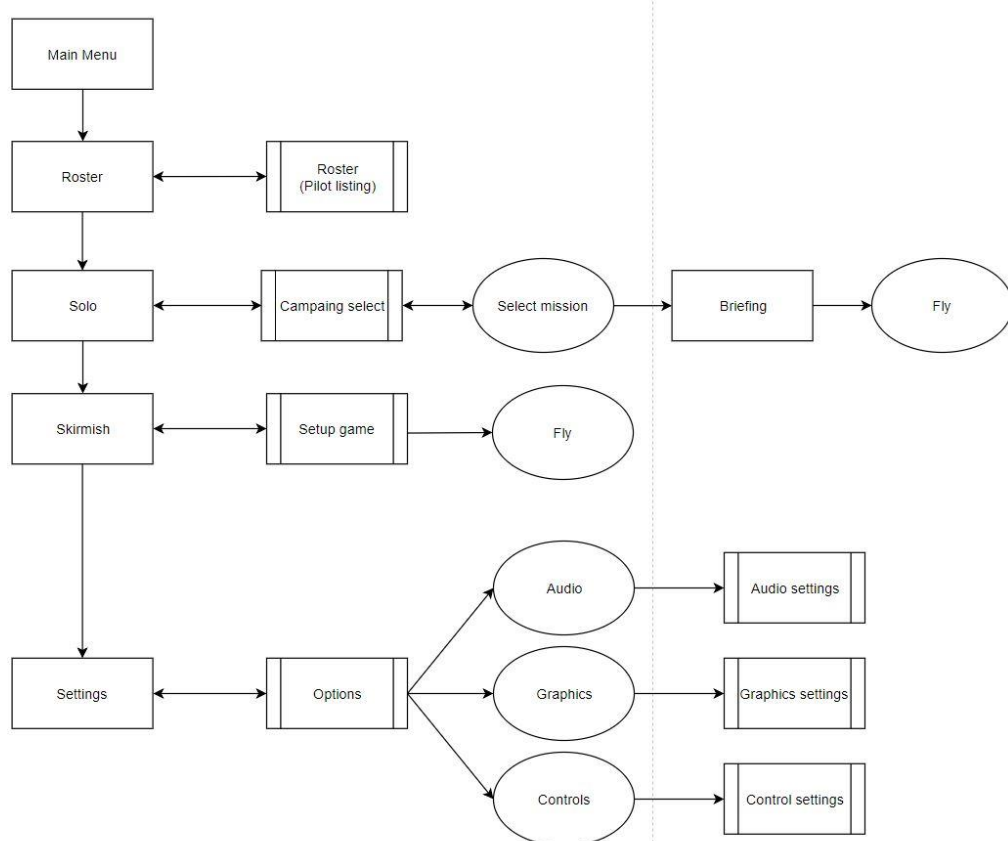 Main Menu
Roster
Roster
(Pilot listing)
Solo
Campaing select
Select mission
Briefing
Fly
Skirmish
Setup game
Fly
Audio
Audio settings
Settings
Options
Graphics
Graphics settings
Controls
Control settings